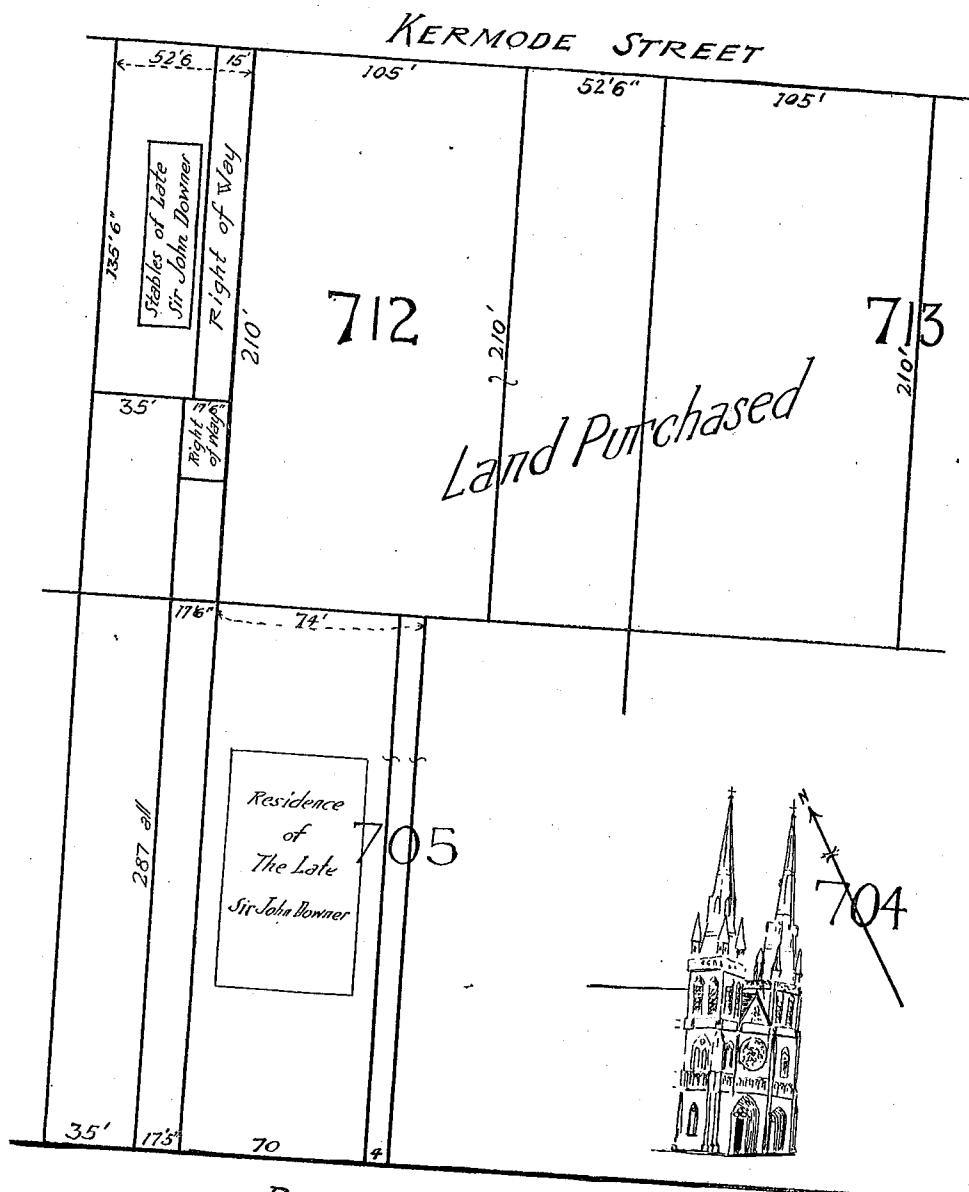 KERMODE STREET
52'6 15' 105' 52'6" 105'
Stables of Late
Sir John Downer
135'6"
Right of Way
210'
712
210'
713
210'
Land Purchased
35'
17'6"
Right
of Way
17'6"
74'
287 all
Residence
of
The Late
Sir John Downer
705
N
704
35' 17'5" 70 4